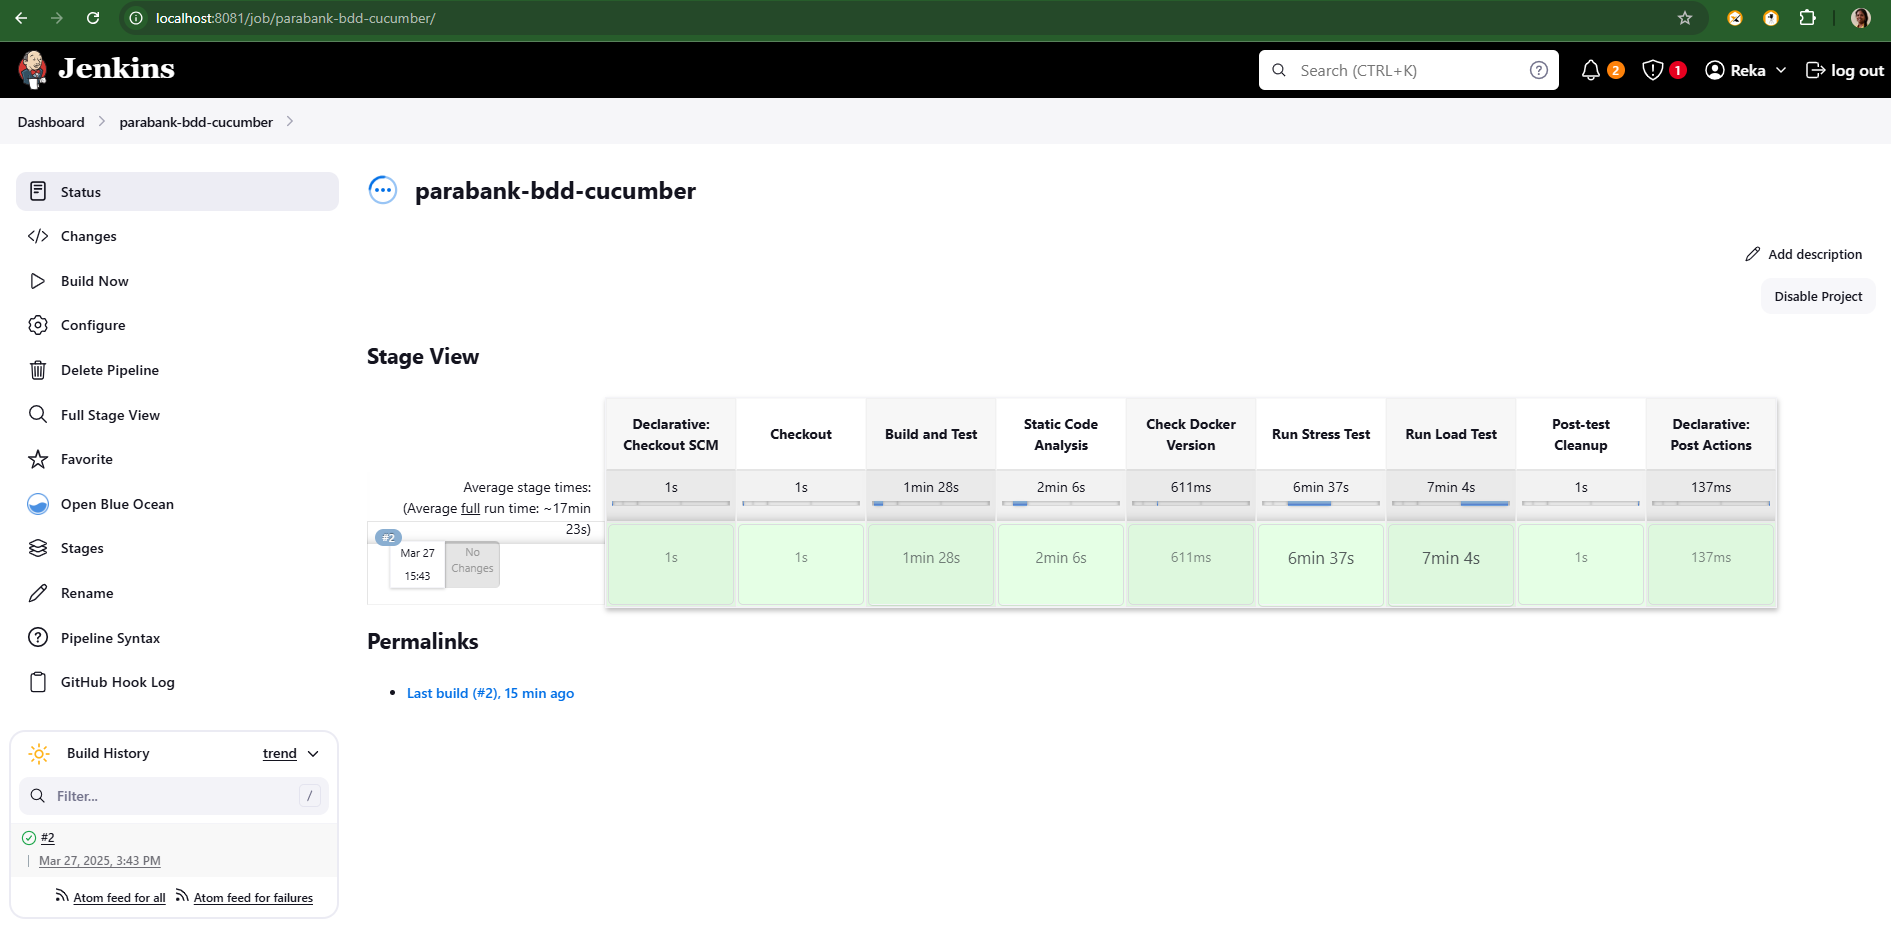 localhost:8081/job/parabank-bdd-cucumber/
Jenkins
Search (CTRL+K)
?
2
1
Reka
log out
Dashboard
parabank-bdd-cucumber
Status
Changes
Build Now
Configure
Delete Pipeline
Full Stage View
Favorite
Open Blue Ocean
Stages
Rename
Pipeline Syntax
GitHub Hook Log
Build History
trend
Filter...
/
#2
Mar 27, 2025, 3:43 PM
Atom feed for all
Atom feed for failures
parabank-bdd-cucumber
Add description
Disable Project
Stage View
Declarative:
Checkout SCM
Checkout
Build and Test
Static Code
Analysis
Check Docker
Version
Run Stress Test
Run Load Test
Post-test
Cleanup
Declarative:
Post Actions
Average stage times:
(Average full run time: ~17min
23s)
1s
1s
1min 28s
2min 6s
611ms
6min 37s
7min 4s
1s
137ms
#2
Mar 27
15:43
No
Changes
1s
1s
1min 28s
2min 6s
611ms
6min 37s
7min 4s
1s
137ms
Permalinks
Last build (#2), 15 min ago